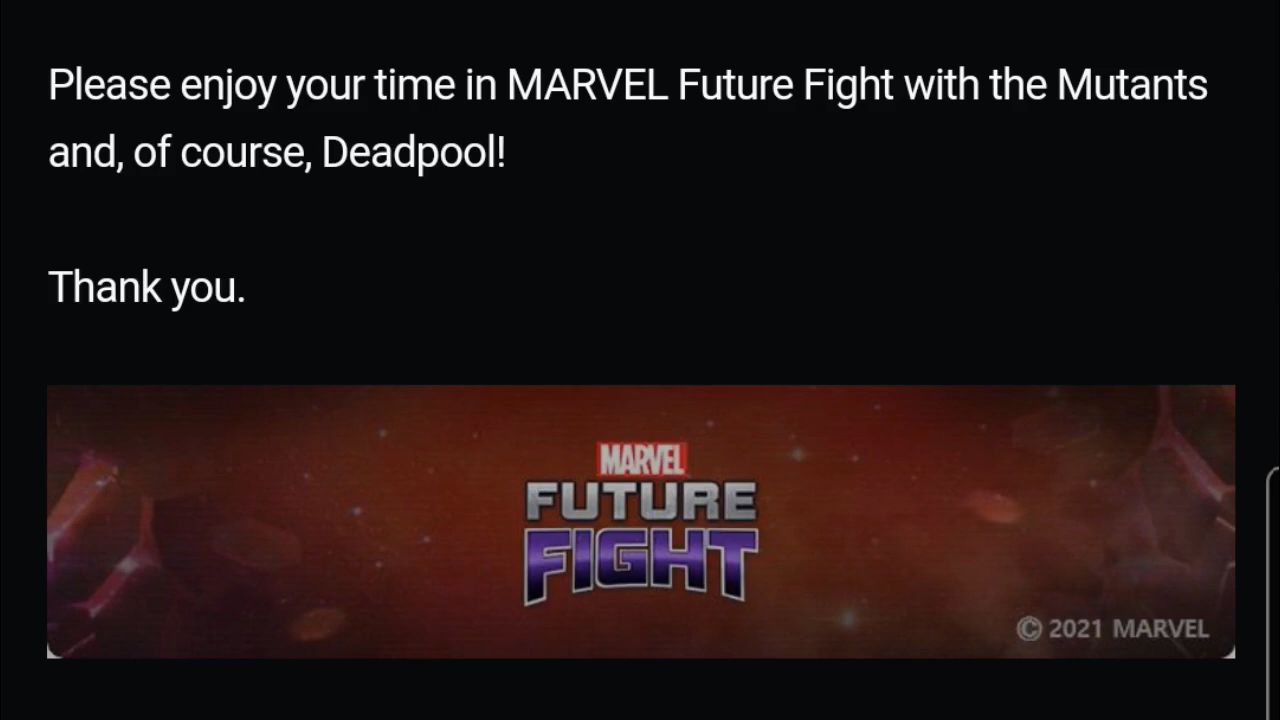 Please enjoy your time in MARVEL Future Fight with the Mutants
and, of course, Deadpool!
Thank you.
MARVEL
FUTURE
FIGHT
© 2021 MARVEL